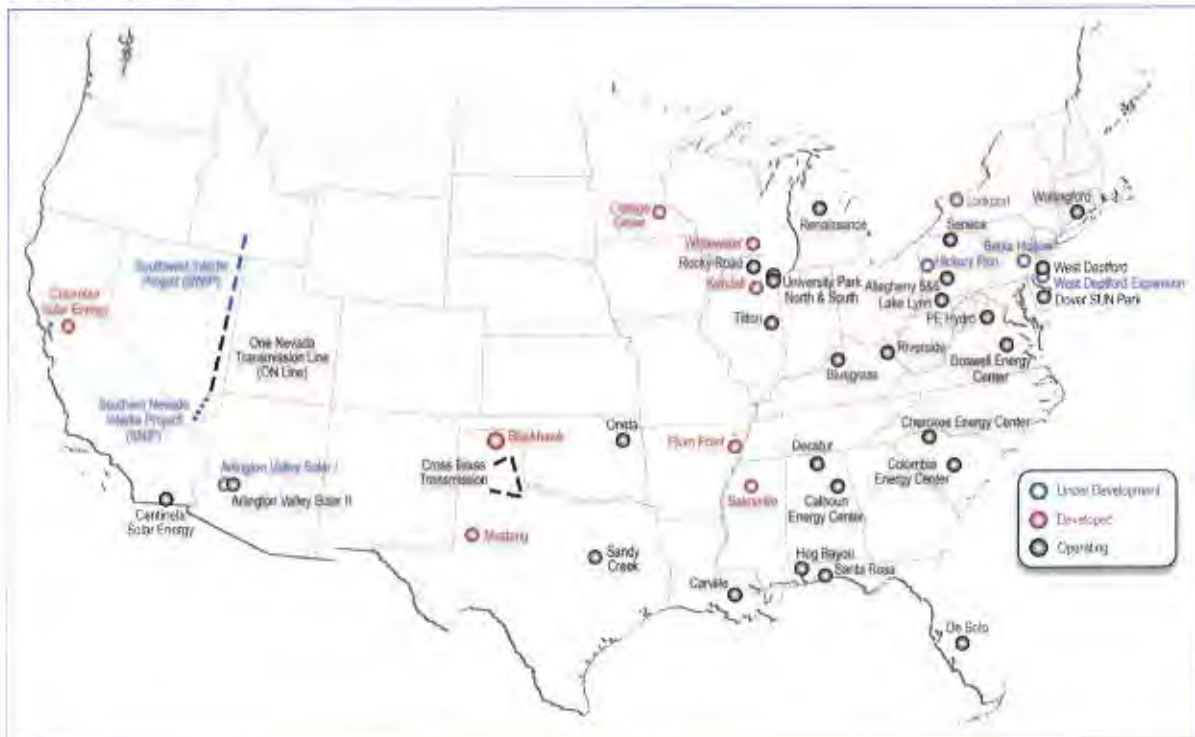 Cottage
Grove
Lockport
Wallingford
Renaissance
Seneca
Whitewater
Berks Hollow
Southwest Intertie
Project (SWIP)
Rocky Road
Hickory Run
West Deptford
University Park
North & South
Kendall
Allegheny 5&6
West Deptford Expansion
Columbia
Solar Energy
Lake Lynn
Dover SUN Park
Tilton
PE Hydro
One Nevada
Transmission Line
(ON Line)
Riverside
Bluegrass
Doswell Energy
Center
Southern Nevada
Intertie Project
(SNIP)
Blackhawk
Oneta
Plum Point
Cherokee Energy Center
Decatur
Cross Texas
Transmission
Arlington Valley Solar I
Columbia
Energy Center
Arlington Valley Solar II
Batesville
Calhoun
Energy Center
Under Development
Centinela
Solar Energy
Developed
Mustang
Operating
Sandy
Creek
Hog Bayou
Santa Rosa
Carville
De Soto